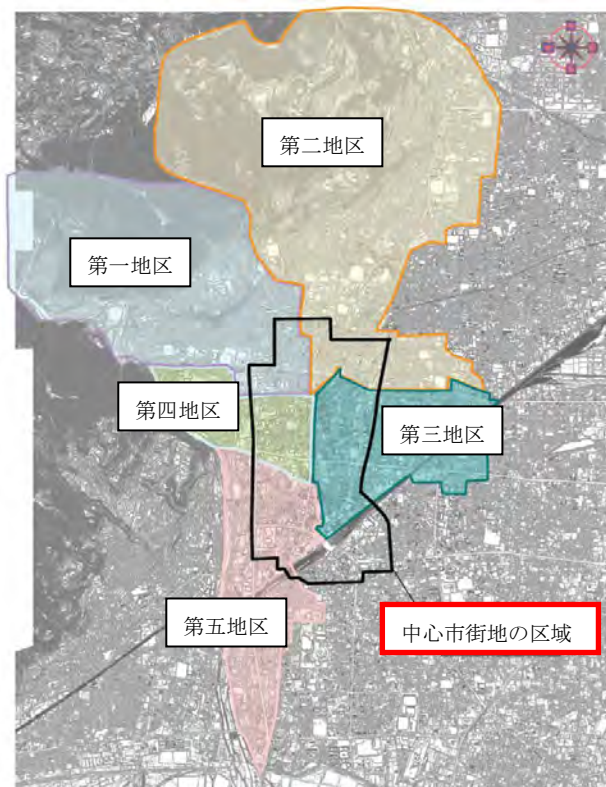 第二地区
第一地区
第四地区
第三地区
第五地区
中心市街地の区域